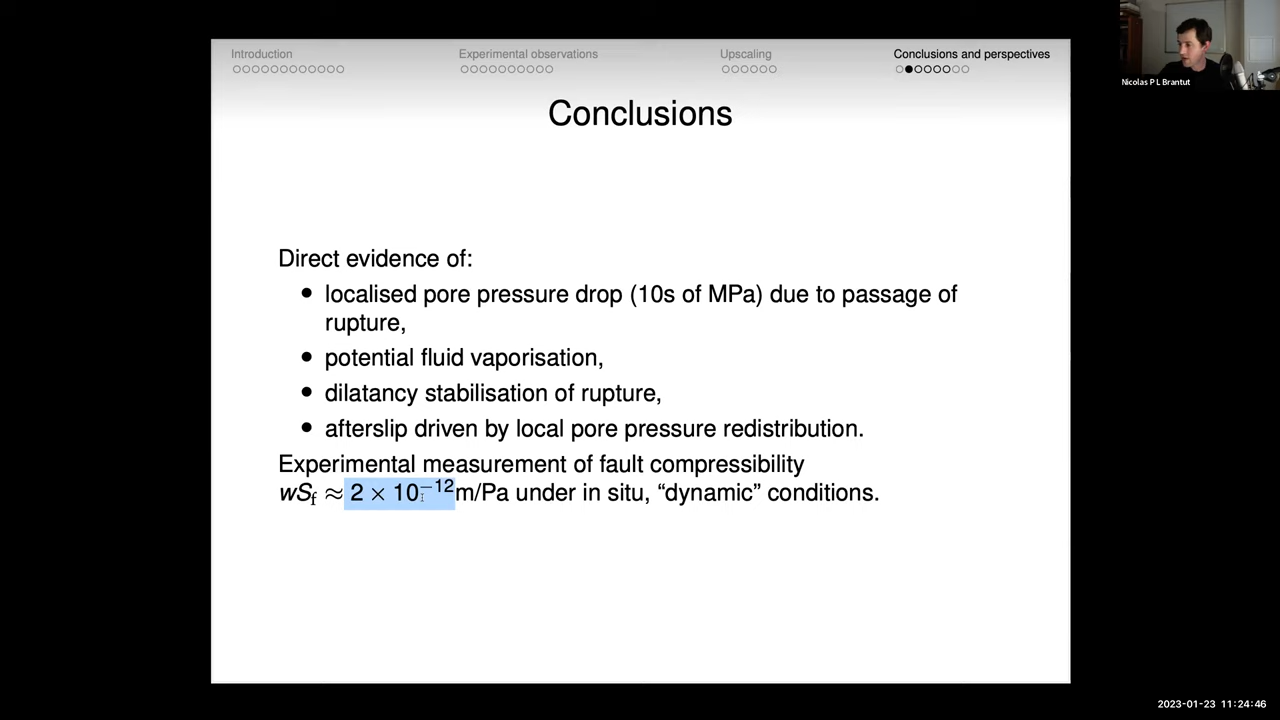 Introduction
Experimental observations
Upscaling
Conclusions and perspectives
Nicolas P L Brantut
Conclusions
Direct evidence of:
• localised pore pressure drop (10s of MPa) due to passage of
rupture,
• potential fluid vaporisation,
• dilatancy stabilisation of rupture,
• afterslip driven by local pore pressure redistribution.
Experimental measurement of fault compressibility
wS_f ≈ 2 × 10⁻¹² m/Pa under in situ, “dynamic” conditions.
2023-01-23 11:24:46